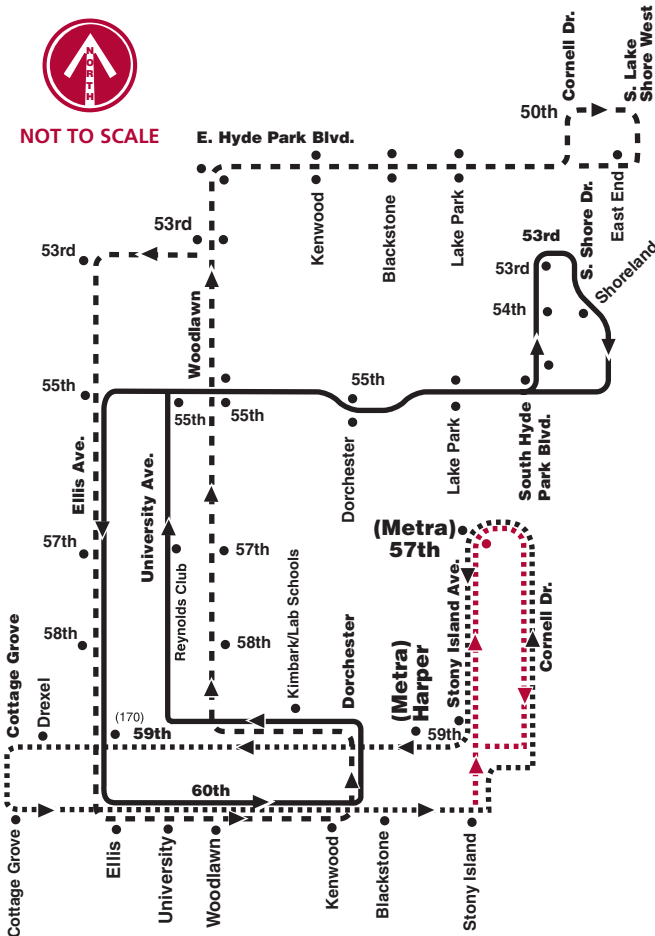 NORTH
NOT TO SCALE
E. Hyde Park Blvd.
50th
Cornell Dr.
S. Lake
Shore West
Kenwood
Blackstone
Lake Park
East End
S. Shore Dr.
53rd
53rd
53rd
53rd
54th
Shoreland
Woodlawn
55th
55th
55th
55th
Dorchester
Lake Park
South Hyde
Park Blvd.
Ellis Ave.
University Ave.
57th
57th
(Metra)
57th
Reynolds Club
58th
58th
Kimbark/Lab Schools
Dorchester
(Metra)
Harper
Stony Island Ave.
Cornell Dr.
Cottage Grove
Drexel
(170)
59th
59th
60th
Cottage Grove
Ellis
University
Woodlawn
Kenwood
Blackstone
Stony Island